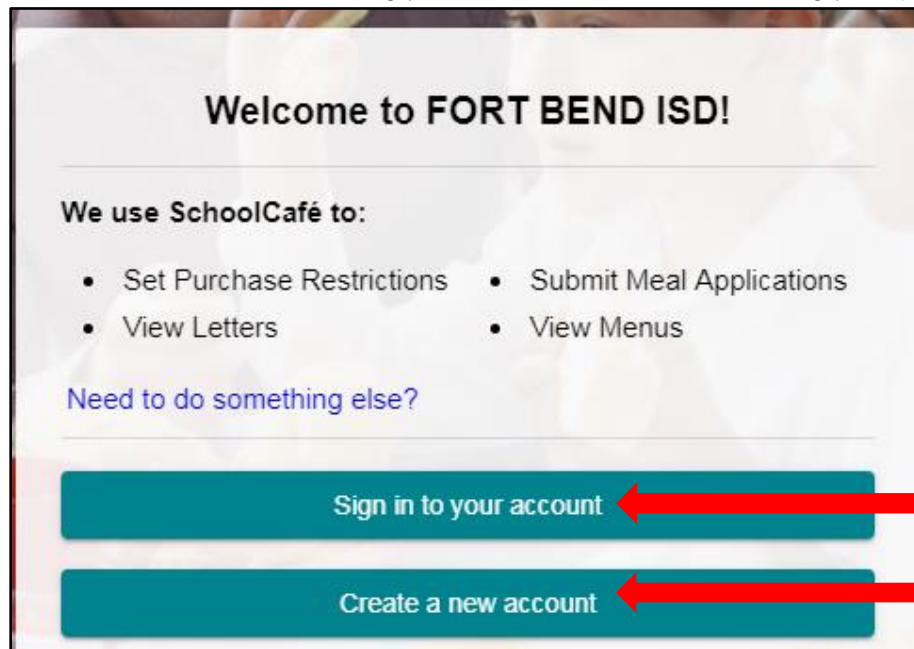 Welcome to FORT BEND ISD!
We use SchoolCafé to:
• Set Purchase Restrictions
• Submit Meal Applications
• View Letters
• View Menus
Need to do something else?
Sign in to your account
Create a new account